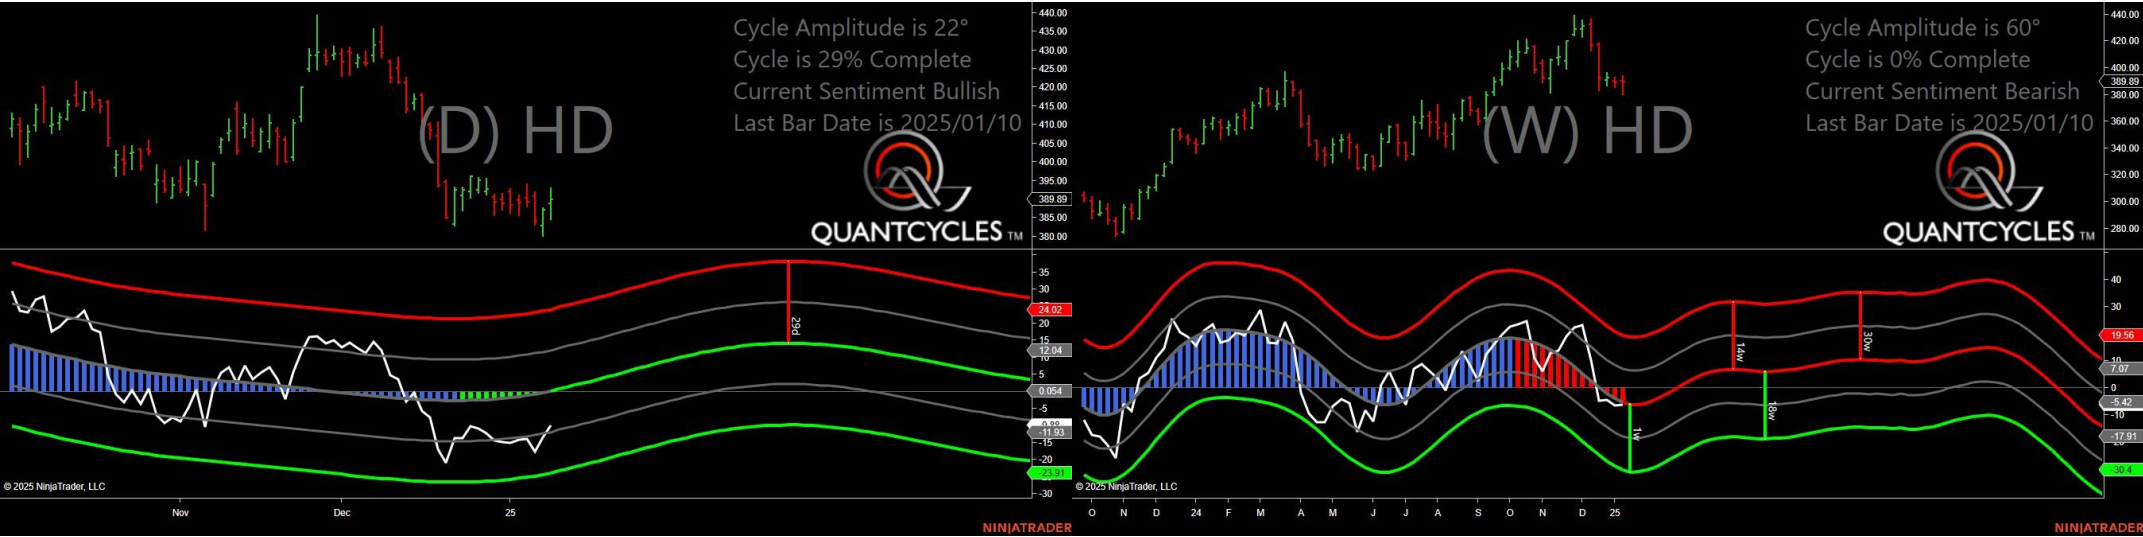 Cycle Amplitude is 22°
Cycle is 29% Complete
Current Sentiment Bullish
Last Bar Date is 2025/01/10
(D) HD
QUANTCYCLES TM
440.00
435.00
430.00
425.00
420.00
415.00
410.00
405.00
400.00
395.00
389.89
385.00
380.00
35
30
24.02
20
15
12.04
5
0.054
-5
-11.93
-15
-20
-23.91
-30
29d
© 2025 NinjaTrader, LLC
Nov Dec 25
NINJATRADER
Cycle Amplitude is 60°
Cycle is 0% Complete
Current Sentiment Bearish
Last Bar Date is 2025/01/10
(W) HD
QUANTCYCLES TM
440.00
420.00
400.00
389.89
380.00
360.00
340.00
320.00
300.00
280.00
40
30
19.56
10
7.07
0
-5.42
-10
-17.91
-30.4
1w
14w
18w
30w
© 2025 NinjaTrader, LLC
O N D 24 F M A M J J A S O N D 25
NINJATRADER